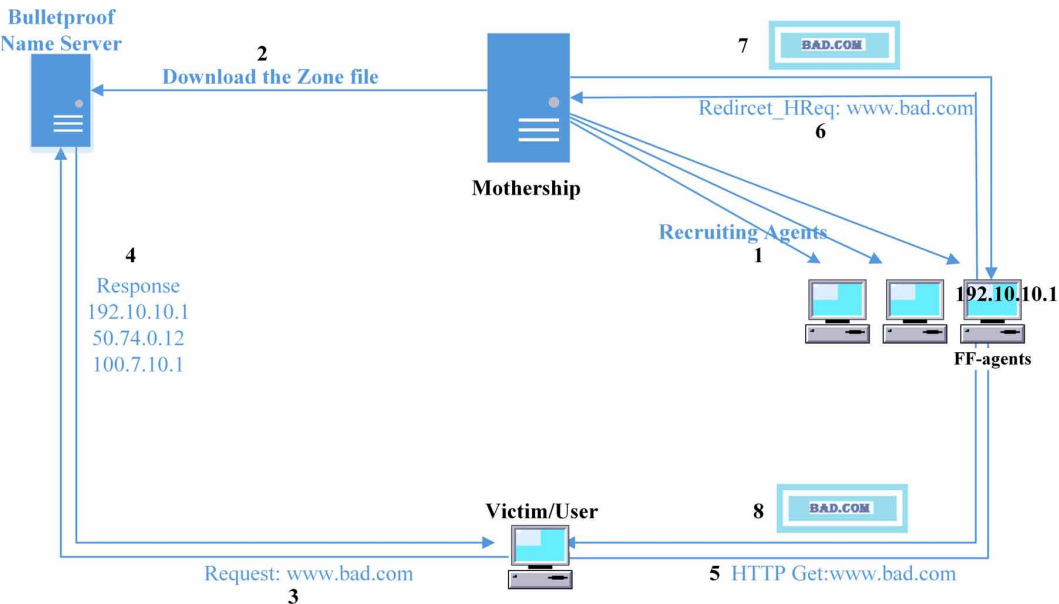 Bulletproof
Name Server
2
Download the Zone file
7
BAD.COM
Redircet_HReq: www.bad.com
6
Mothership
Recruiting Agents
1
4
Response
192.10.10.1
50.74.0.12
100.7.10.1
192.10.10.1
FF-agents
Victim/User
8
BAD.COM
Request: www.bad.com
3
5 HTTP Get:www.bad.com